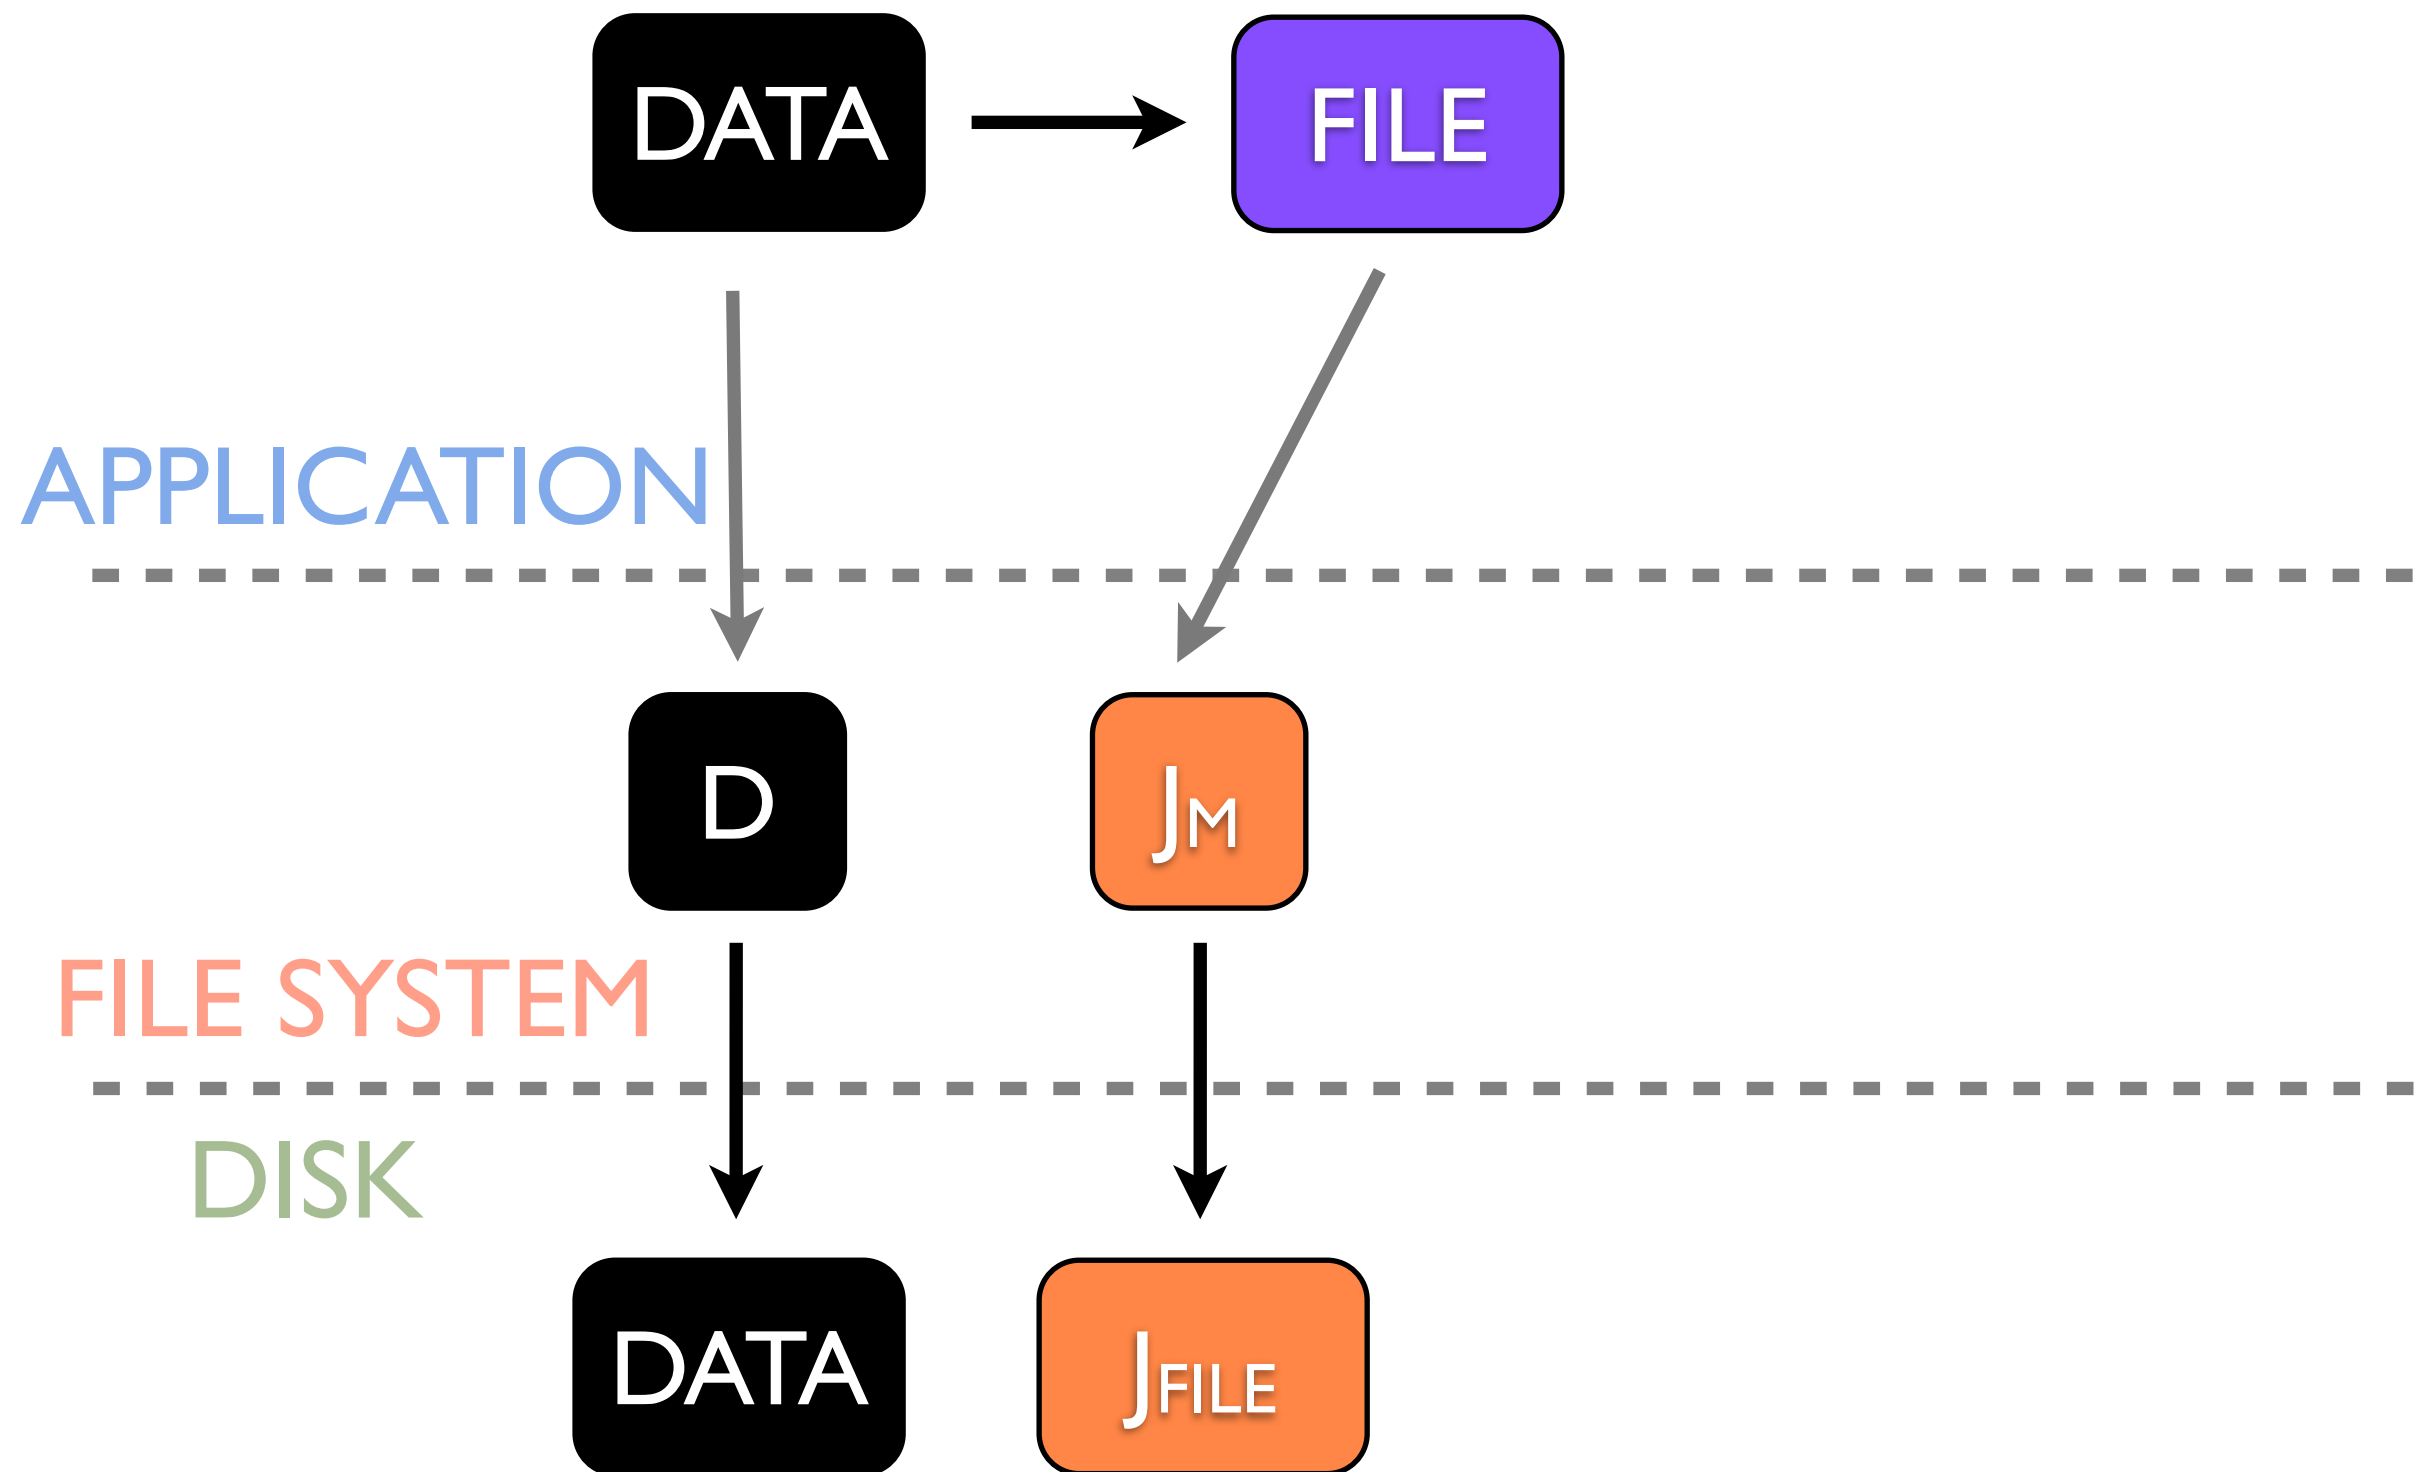 DATA
FILE
APPLICATION
D
JM
FILE SYSTEM
DISK
DATA
JFILE